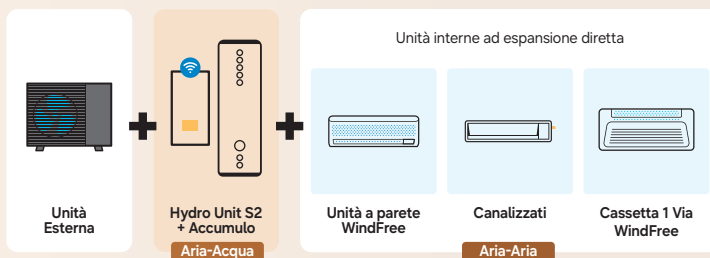 Unità interne ad espansione diretta
Unità
Esterna
Hydro Unit S2
+ Accumulo
Unità a parete
WindFree
Canalizzati
Cassetta 1 Via
WindFree
Aria-Acqua
Aria-Aria